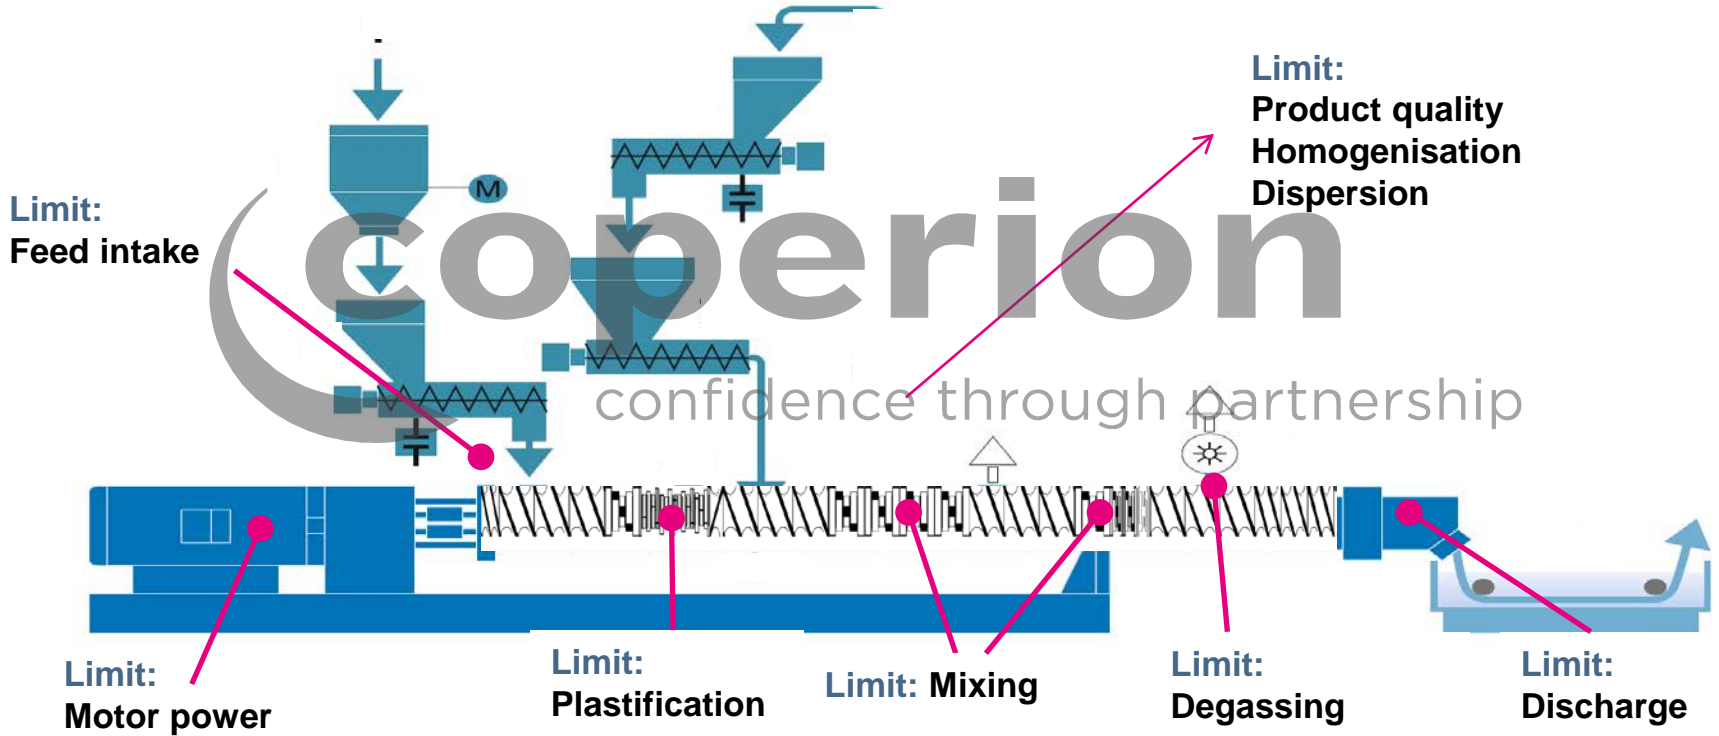 Limit:
Product quality
Homogenisation
Dispersion
M
Limit:
Feed intake
coperion
confidence through partnership
Limit:
Motor power
Limit:
Plastification
Limit: Mixing
Limit:
Degassing
Limit:
Discharge